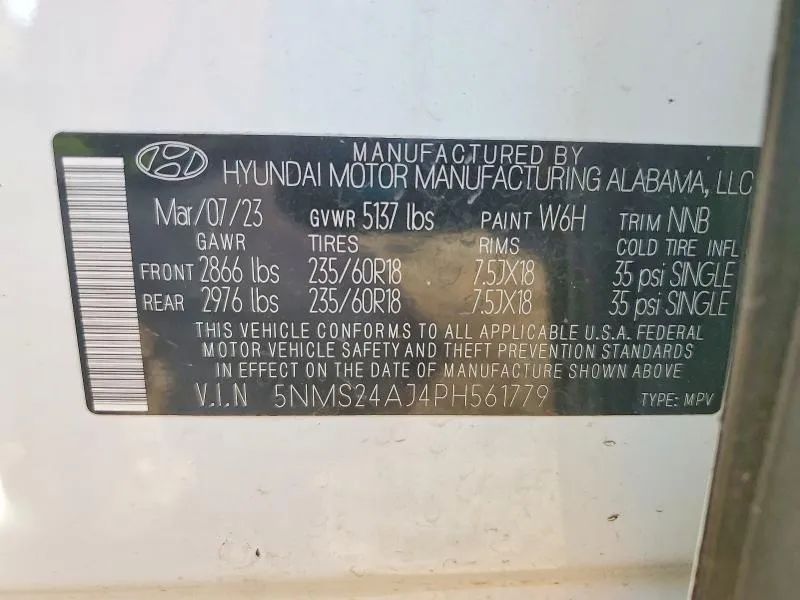 MANUFACTURED BY
HYUNDAI MOTOR MANUFACTURING ALABAMA, LLC
Mar/07/23 GVWR 5137 lbs PAINT W6H TRIM NNB
GAWR TIRES RIMS COLD TIRE INFL
FRONT 2866 lbs 235/60R18 7.5JX18 35 psi SINGLE
REAR 2976 lbs 235/60R18 7.5JX18 35 psi SINGLE
THIS VEHICLE CONFORMS TO ALL APPLICABLE U.S.A. FEDERAL
MOTOR VEHICLE SAFETY AND THEFT PREVENTION STANDARDS
IN EFFECT ON THE DATE OF MANUFACTURE SHOWN ABOVE.
V.I.N 5NMS24AJ4PH561779 TYPE: MPV